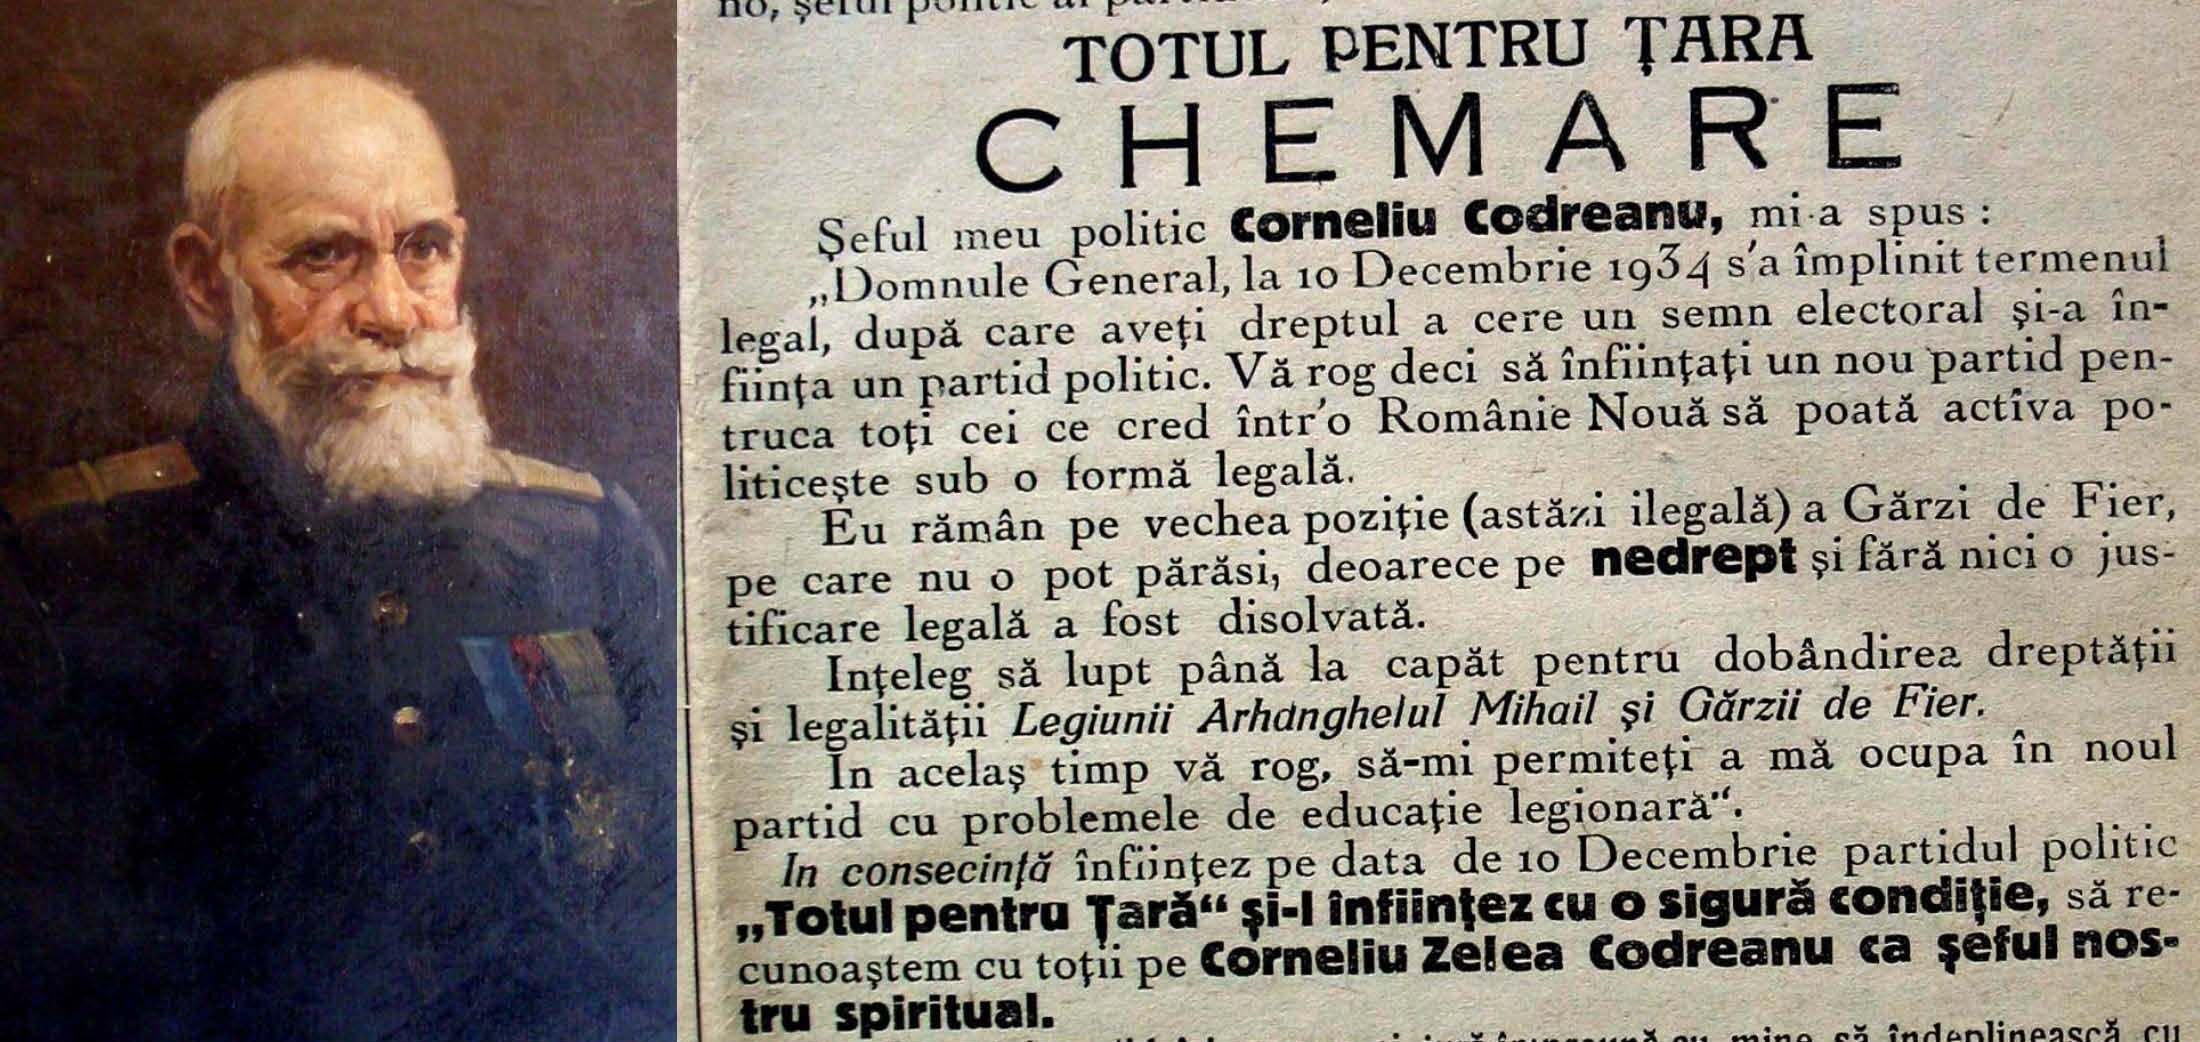 TOTUL PENTRU ȚARA
CHEMARE
Șeful meu politic Corneliu Codreanu, mi-a spus :
„Domnule General, la 10 Decembrie 1934 s'a împlinit termenul
legal, după care aveți dreptul a cere un semn electoral și-a în-
ființa un partid politic. Vă rog deci să înființați un nou partid pen-
truca toți cei ce cred într'o Românie Nouă să poată activa po-
liticește sub o formă legală.
Eu rămân pe vechea poziție (astăzi ilegală) a Gărzi de Fier,
pe care nu o pot părăsi, deoarece pe nedrept și fără nici o jus-
tificare legală a fost disolvată.
Ințeleg să lupt până la capăt pentru dobândirea dreptății
și legalității Legiunii Arhanghelul Mihail și Gărzii de Fier.
In acelaș timp vă rog, să-mi permiteți a mă ocupa în noul
partid cu problemele de educație legionară“.
In consecință înființez pe data de 10 Decembrie partidul politic
„Totul pentru Țară“ și-l înființez cu o sigură condiție, să re-
cunoaștem cu toții pe Corneliu Zelea Codreanu ca șeful nos-
tru spiritual.
mine să îndeplinească cu